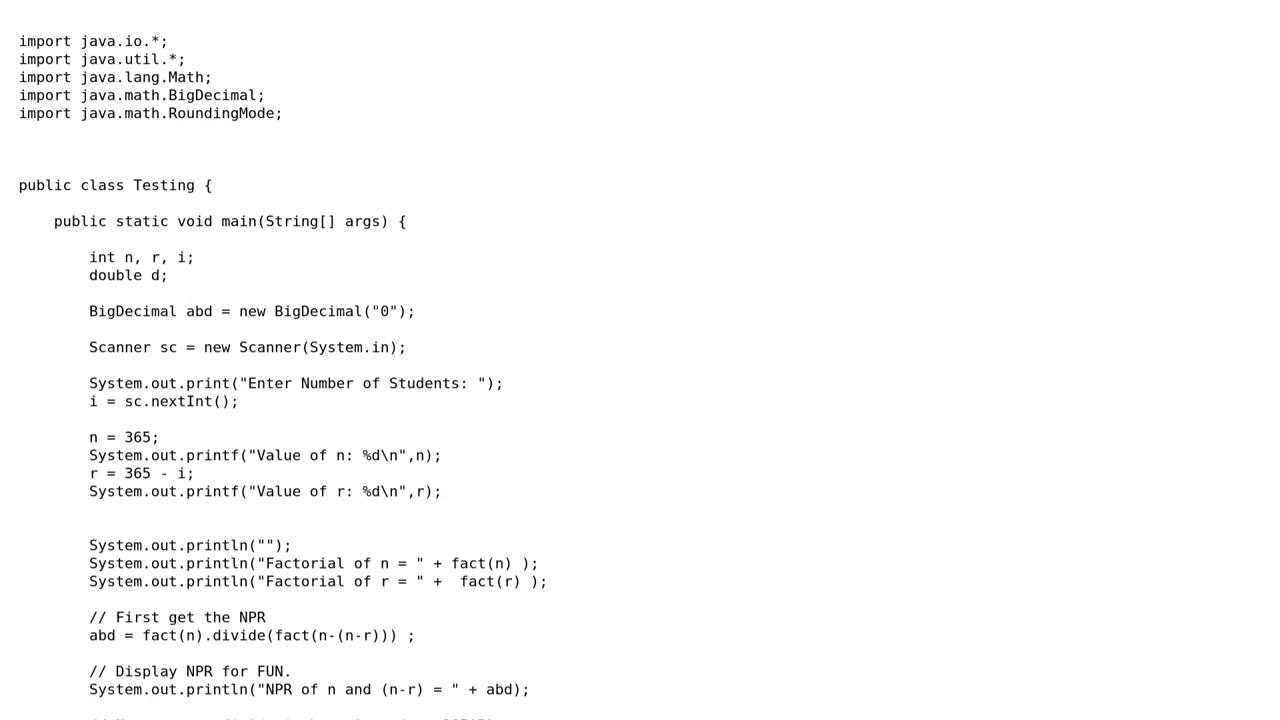 import java.io.*;
import java.util.*;
import java.lang.Math;
import java.math.BigDecimal;
import java.math.RoundingMode;
public class Testing {
    public static void main(String[] args) {
        int n, r, i;
        double d;
        BigDecimal abd = new BigDecimal("0");
        Scanner sc = new Scanner(System.in);
        System.out.print("Enter Number of Students: ");
        i = sc.nextInt();
        n = 365;
        System.out.printf("Value of n: %d\n",n);
        r = 365 - i;
        System.out.printf("Value of r: %d\n",r);
        System.out.println("");
        System.out.println("Factorial of n = " + fact(n) );
        System.out.println("Factorial of r = " +  fact(r) );
        // First get the NPR
        abd = fact(n).divide(fact(n-(n-r))) ;
        // Display NPR for FUN.
        System.out.println("NPR of n and (n-r) = " + abd);